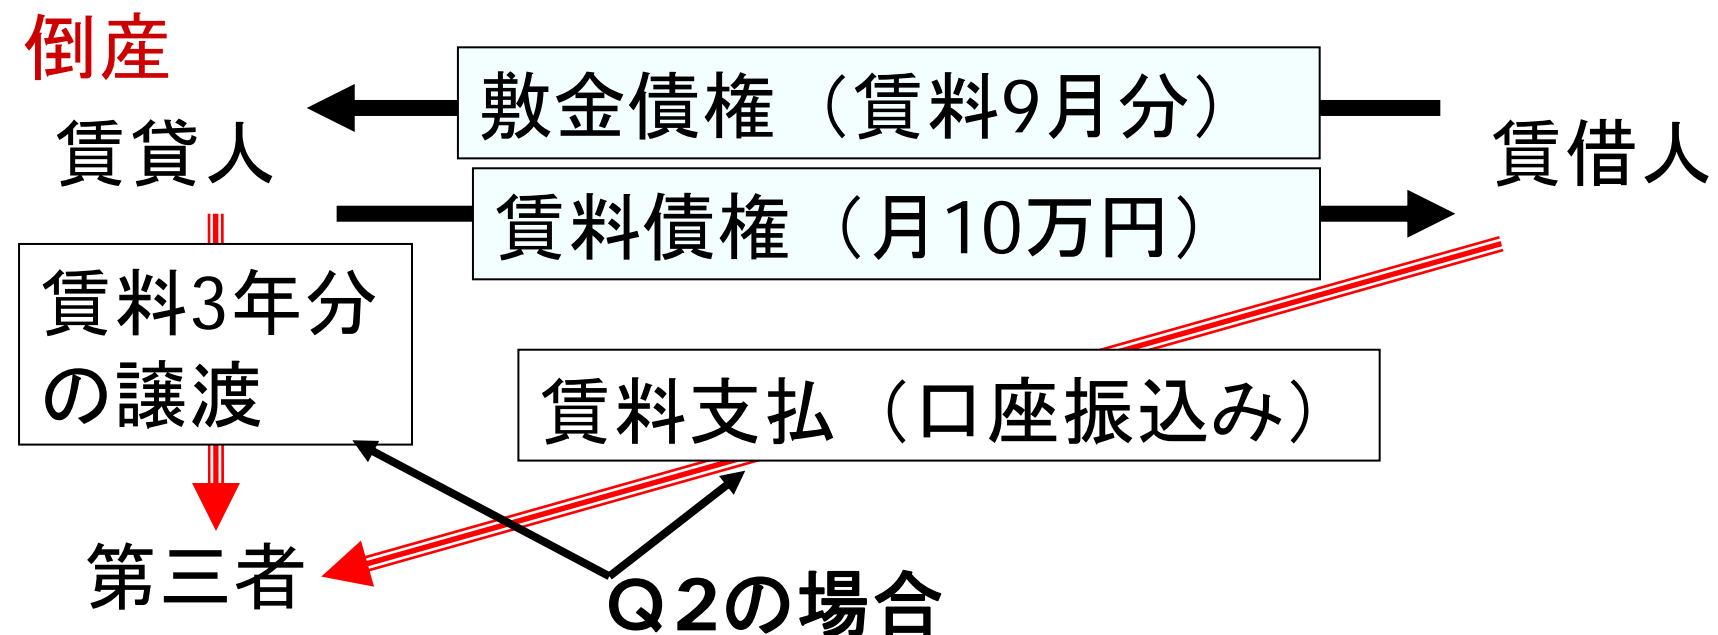 倒産
敷金債権（賃料9月分）
賃貸人
賃借人
賃料債権（月10万円）
賃料3年分
の譲渡
賃料支払（口座振込み）
第三者
Q2の場合